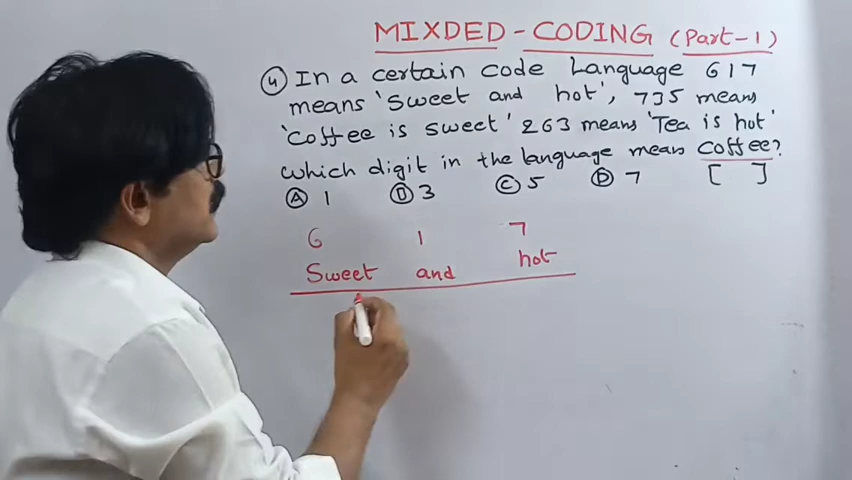 MIXDED - CODING (Part-1)
④ In a certain code Language 617
means 'Sweet and hot', 735 means
'Coffee is sweet' 263 means 'Tea is hot'
which digit in the language means coffee?
Ⓐ 1 Ⓓ 3 Ⓒ 5 Ⓓ 7 [ ]
6 1 7
Sweet and hot